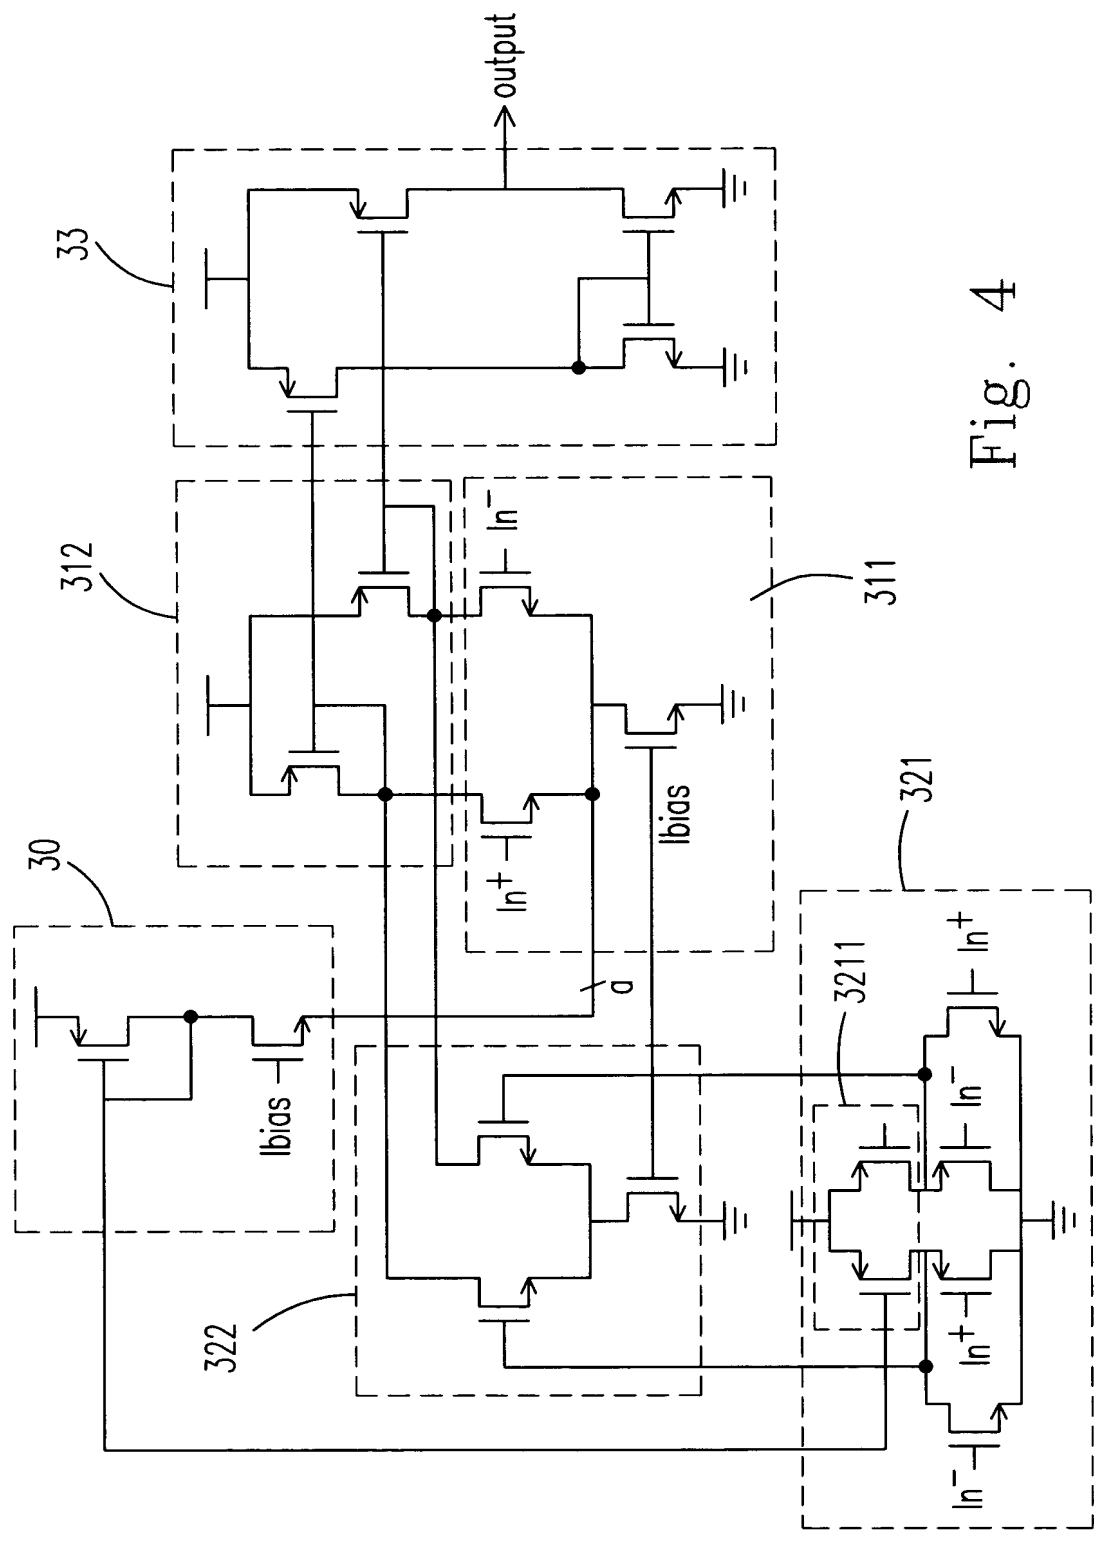 output
33
312
In-
311
30
In+
Ibias
a
321
Ibias
3211
In+
In-
322
In+
In-
Fig. 4